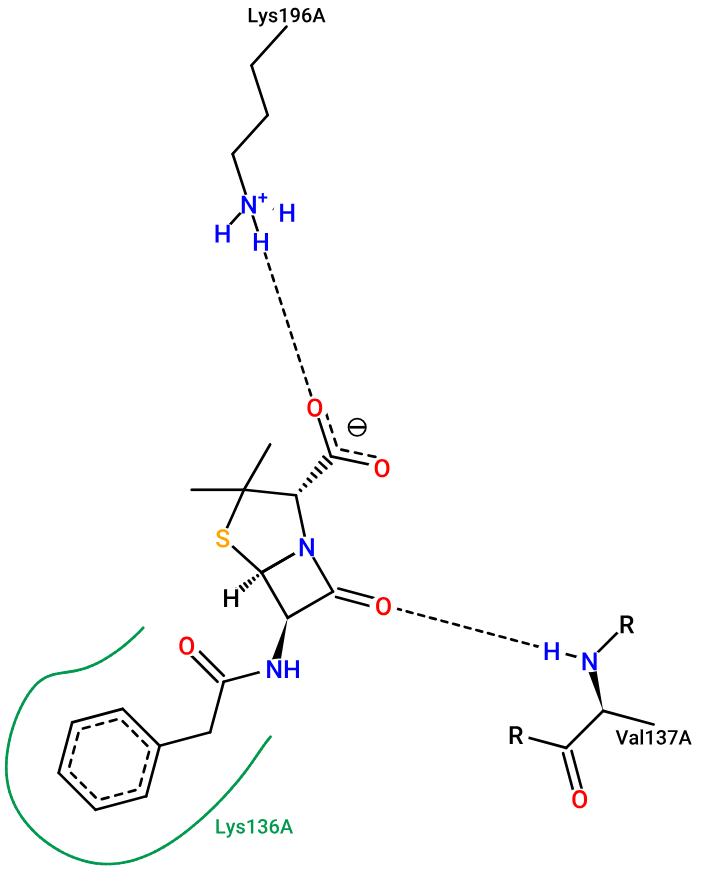 Lys196A
N+ H
H
H
O
⊖
O
S
N
H
O
R
H N
O
NH
R
Val137A
O
Lys136A